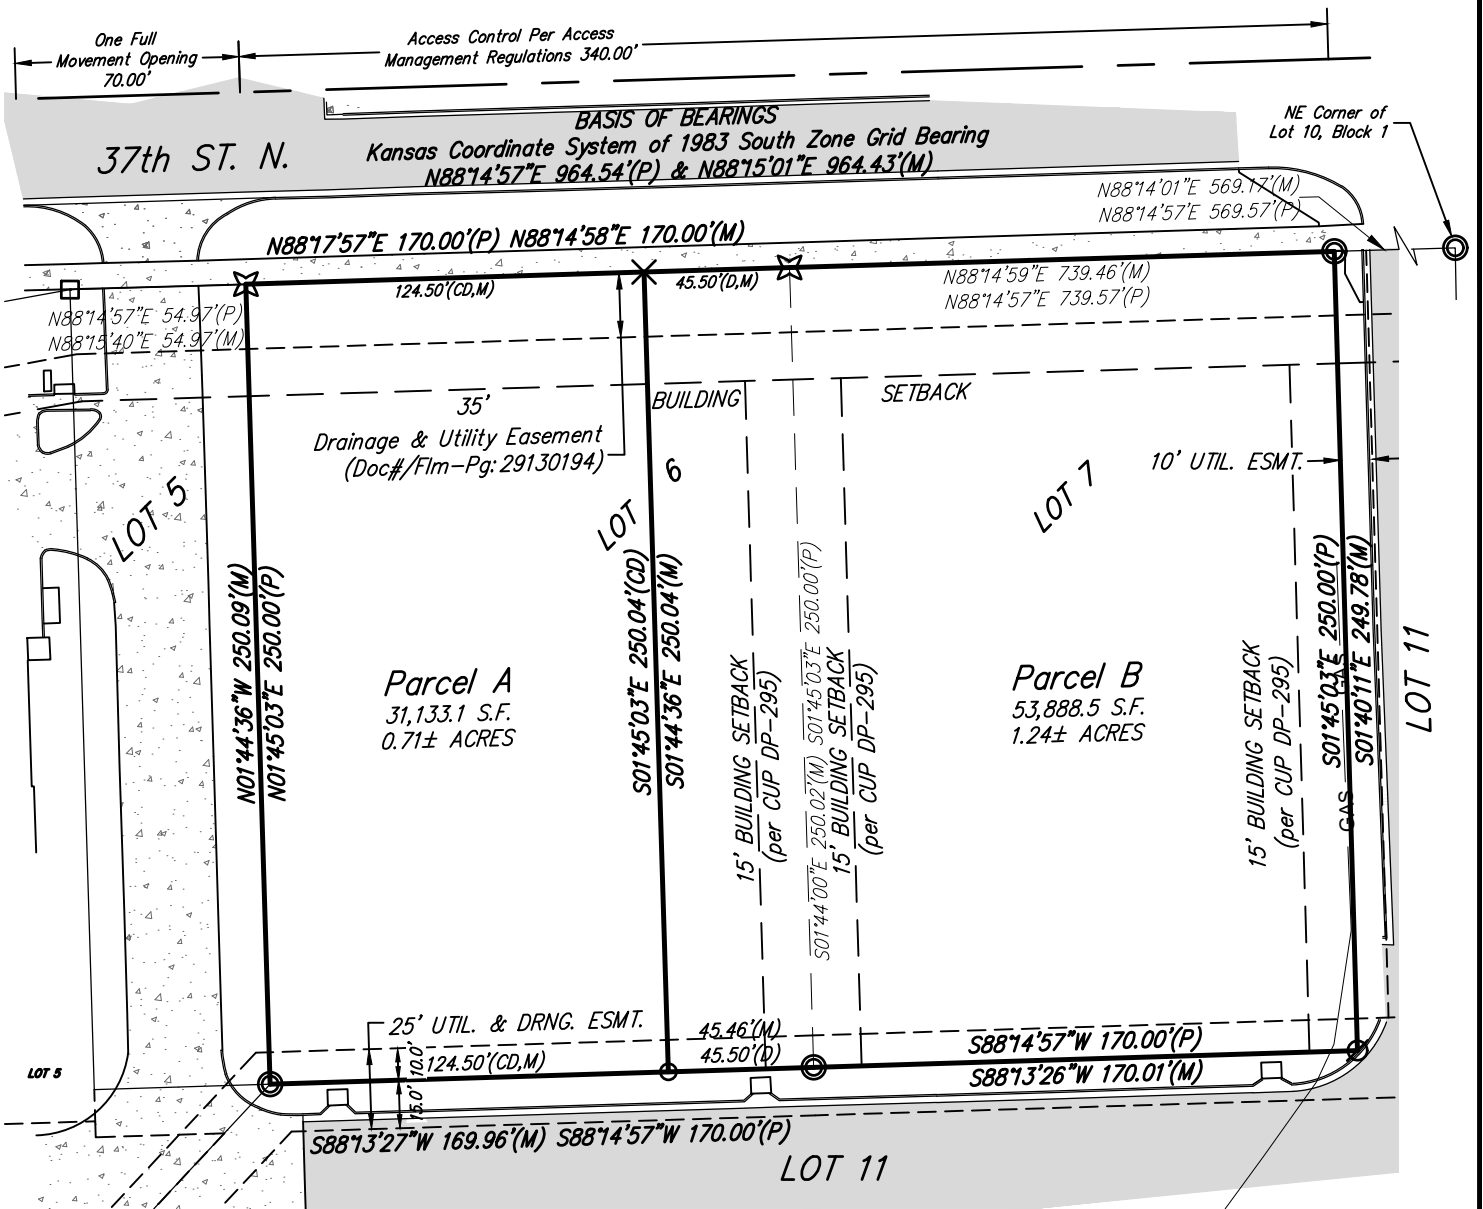 One Full
Movement Opening
70.00'
Access Control Per Access
Management Regulations 340.00'
NE Corner of
Lot 10, Block 1
37th ST. N.
BASIS OF BEARINGS
Kansas Coordinate System of 1983 South Zone Grid Bearing
N88°14'57"E 964.54'(P) & N88°15'01"E 964.43'(M)
N88°14'01"E 569.17'(M)
N88°14'57'E 569.57'(P)
N88°17'57"E 170.00'(P) N88°14'58"E 170.00'(M)
124.50'(CD,M)
45.50'(D,M)
N88°14'59"E 739.46'(M)
N88°14'57"E 739.57'(P)
N88°14'57"E 54.97'(P)
N88°15'40"E 54.97'(M)
35'
BUILDING
SETBACK
Drainage & Utility Easement
(Doc#/Flm-Pg: 29130194)
10' UTIL. ESMT.
LOT 5
LOT 6
LOT 7
N01°44'36"W 250.09'(M)
N01°45'03"E 250.00'(P)
S01°45'03"E 250.04'(CD)
S01°44'36"E 250.04'(M)
S01°44'00"E 250.02'(M) S01°45'03"E 250.00'(P)
S01°45'03"E 250.00'(P)
S01°40'11"E 249.78'(M)
Parcel A
31,133.1 S.F.
0.71± ACRES
15' BUILDING SETBACK
(per CUP DP-295)
15' BUILDING SETBACK
(per CUP DP-295)
Parcel B
53,888.5 S.F.
1.24± ACRES
15' BUILDING SETBACK
(per CUP DP-295)
GAS
GAS
LOT 11
25' UTIL. & DRNG. ESMT.
10.0'
15.0'
124.50'(CD,M)
45.46'(M)
45.50'(D)
S88°14'57"W 170.00'(P)
S88°13'26"W 170.01'(M)
LOT 5
S88°13'27"W 169.96'(M) S88°14'57"W 170.00'(P)
LOT 11